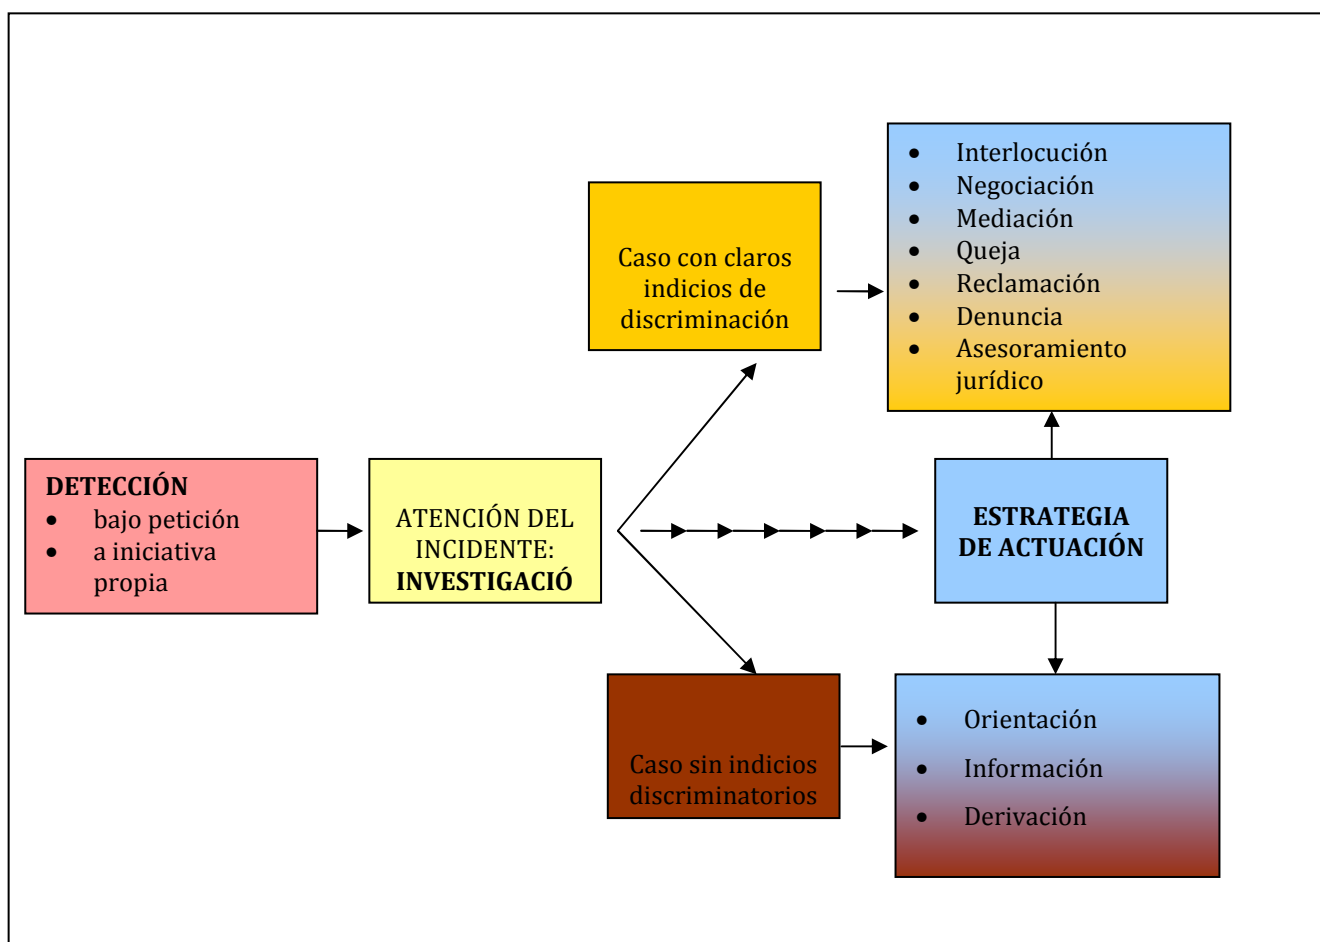 DETECCIÓN
• bajo petición
• a iniciativa
propia
ATENCIÓN DEL
INCIDENTE:
INVESTIGACIÓ
Caso con claros
indicios de
discriminación
• Interlocución
• Negociación
• Mediación
• Queja
• Reclamación
• Denuncia
• Asesoramiento
jurídico
ESTRATEGIA
DE ACTUACIÓN
Caso sin indicios
discriminatorios
• Orientación
• Información
• Derivación